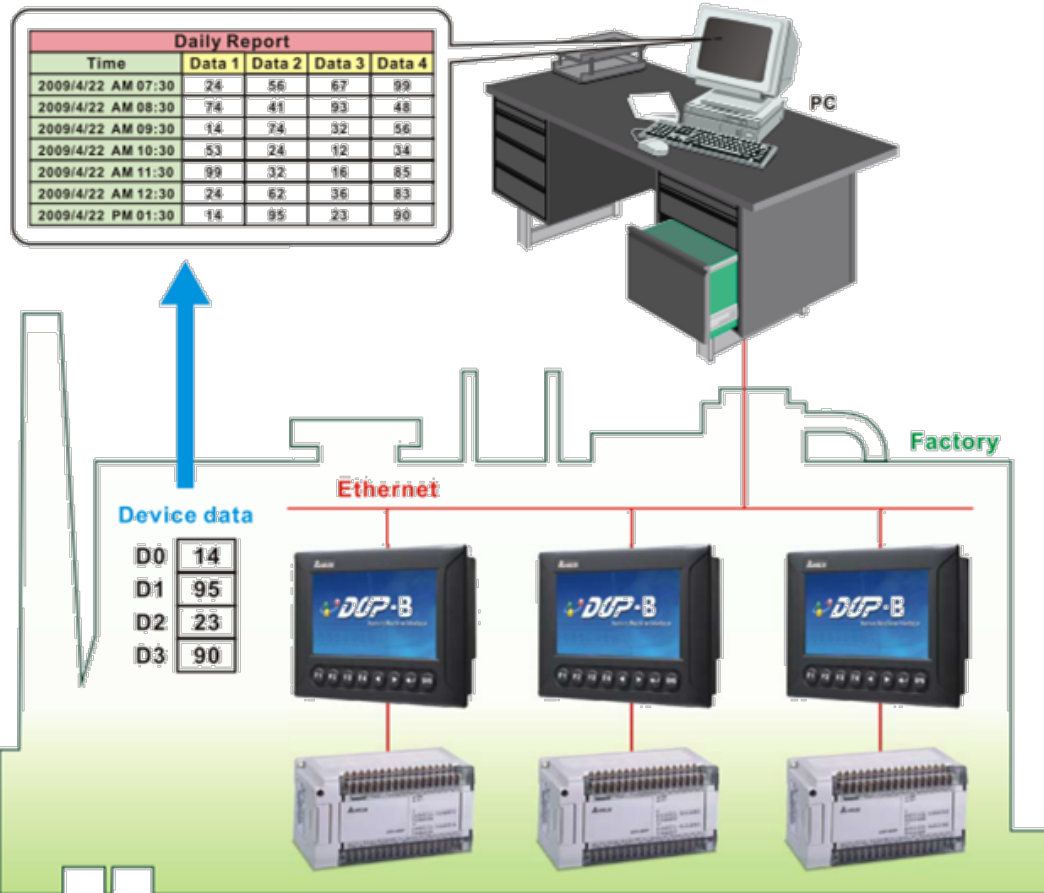 Daily Report
Time Data 1 Data 2 Data 3 Data 4
2009/4/22 AM 07:30 24 56 67 99
2009/4/22 AM 08:30 74 41 93 48
2009/4/22 AM 09:30 14 74 32 56
2009/4/22 AM 10:30 53 24 12 34
2009/4/22 AM 11:30 99 32 16 85
2009/4/22 AM 12:30 24 62 36 83
2009/4/22 PM 01:30 14 95 23 90
PC
Factory
Ethernet
Device data
D0 14
D1 95
D2 23
D3 90
DOP-B
DOP-B
DOP-B